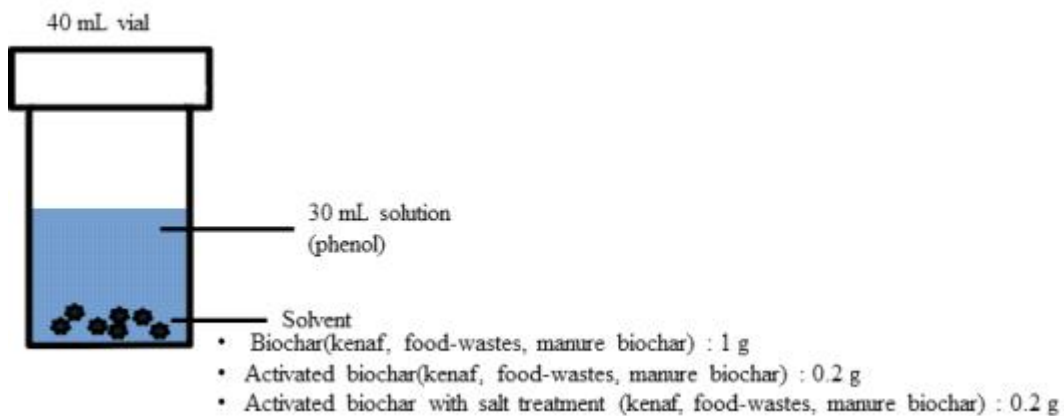 40 mL vial
30 mL solution
(phenol)
Solvent
• Biochar(kenaf, food-wastes, manure biochar) : 1 g
• Activated biochar(kenaf, food-wastes, manure biochar) : 0.2 g
• Activated biochar with salt treatment (kenaf, food-wastes, manure biochar) : 0.2 g